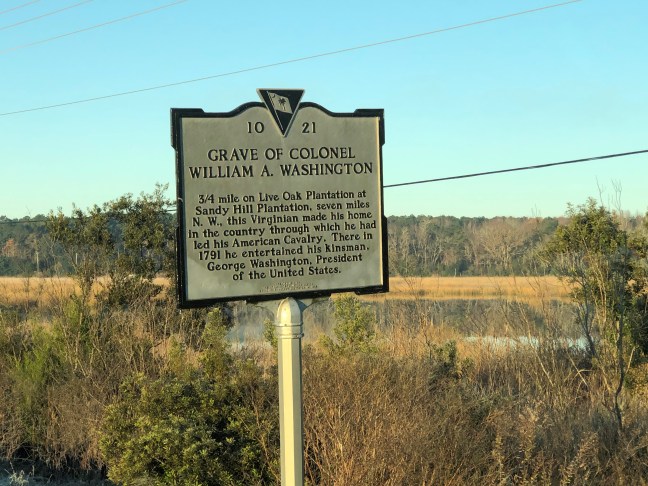 10 21
GRAVE OF COLONEL
WILLIAM A. WASHINGTON
3/4 mile on Live Oak Plantation at
Sandy Hill Plantation, seven miles
N. W., this Virginian made his home
in the country through which he had
led his American Cavalry. There in
1791 he entertained his kinsman,
George Washington, President
of the United States.